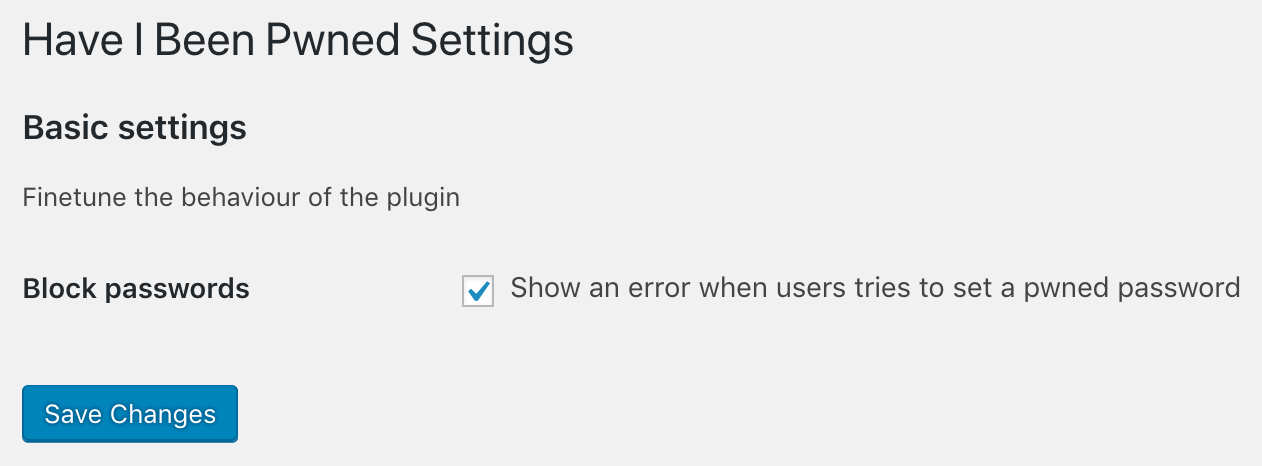 Have I Been Pwned Settings
Basic settings
Finetune the behaviour of the plugin
Block passwords
Show an error when users tries to set a pwned password
Save Changes